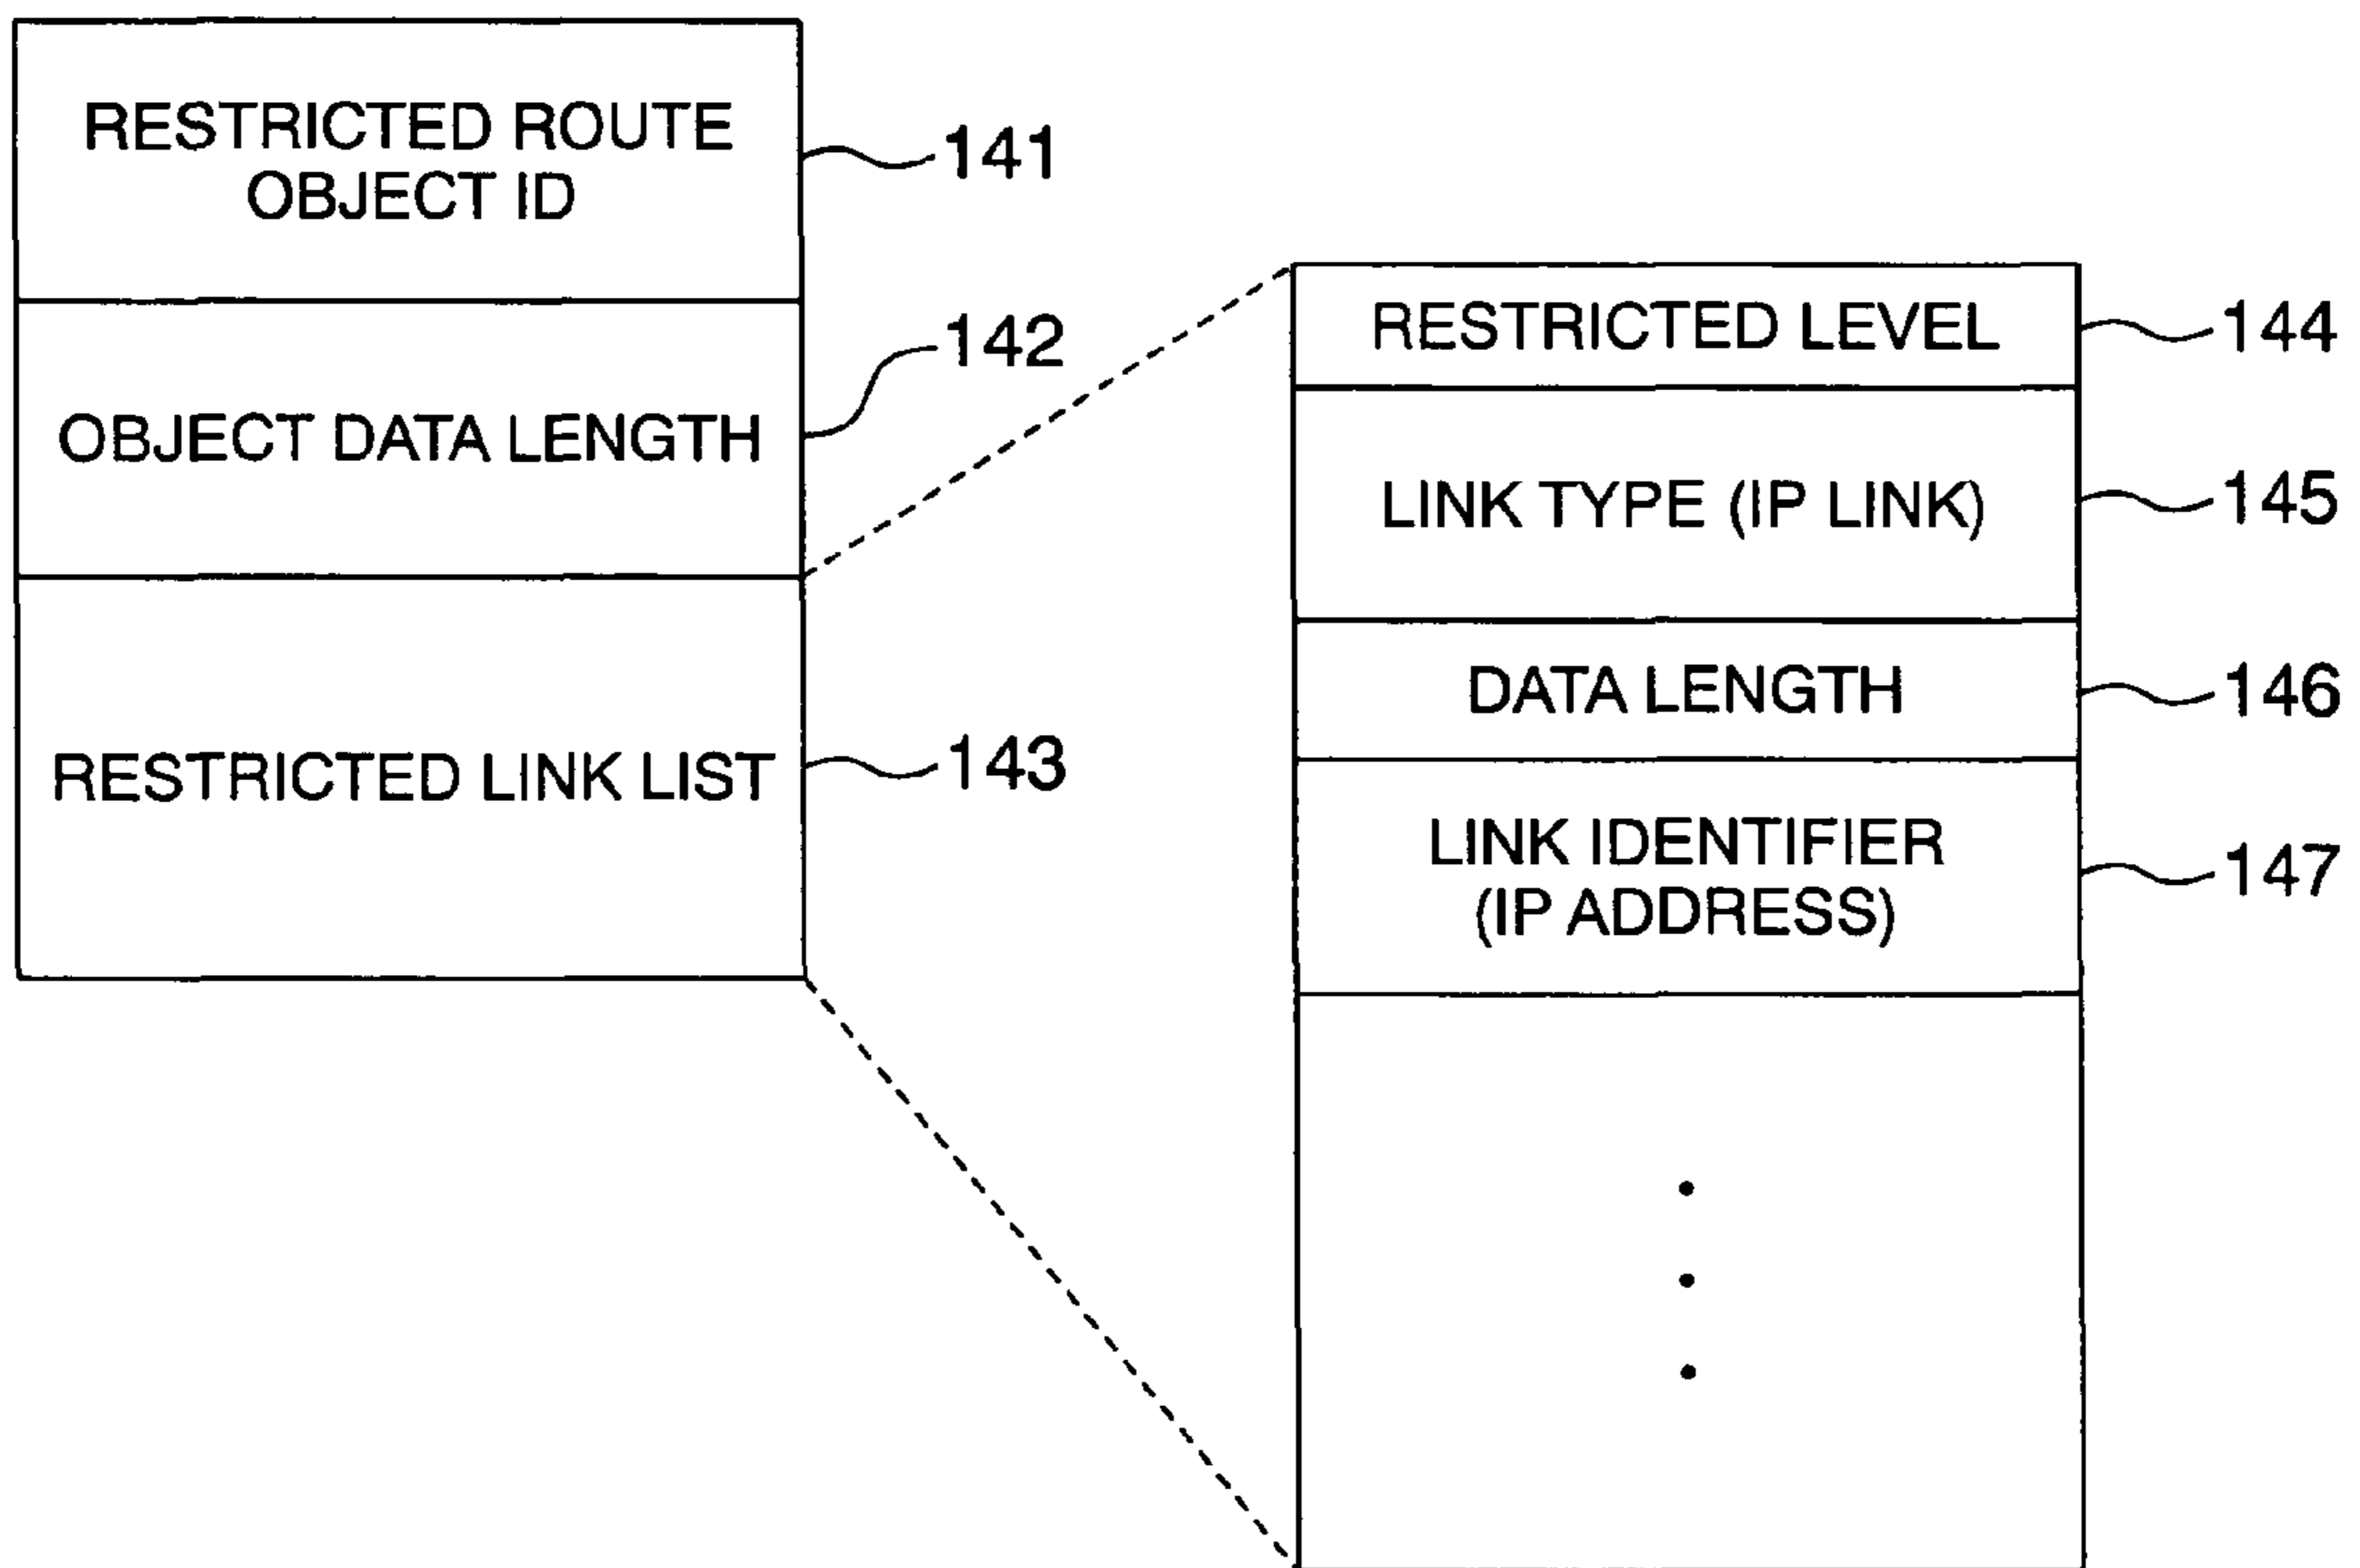 RESTRICTED ROUTE
OBJECT ID
141
OBJECT DATA LENGTH
142
RESTRICTED LINK LIST
143
RESTRICTED LEVEL
144
LINK TYPE (IP LINK)
145
DATA LENGTH
146
LINK IDENTIFIER
(IP ADDRESS)
147